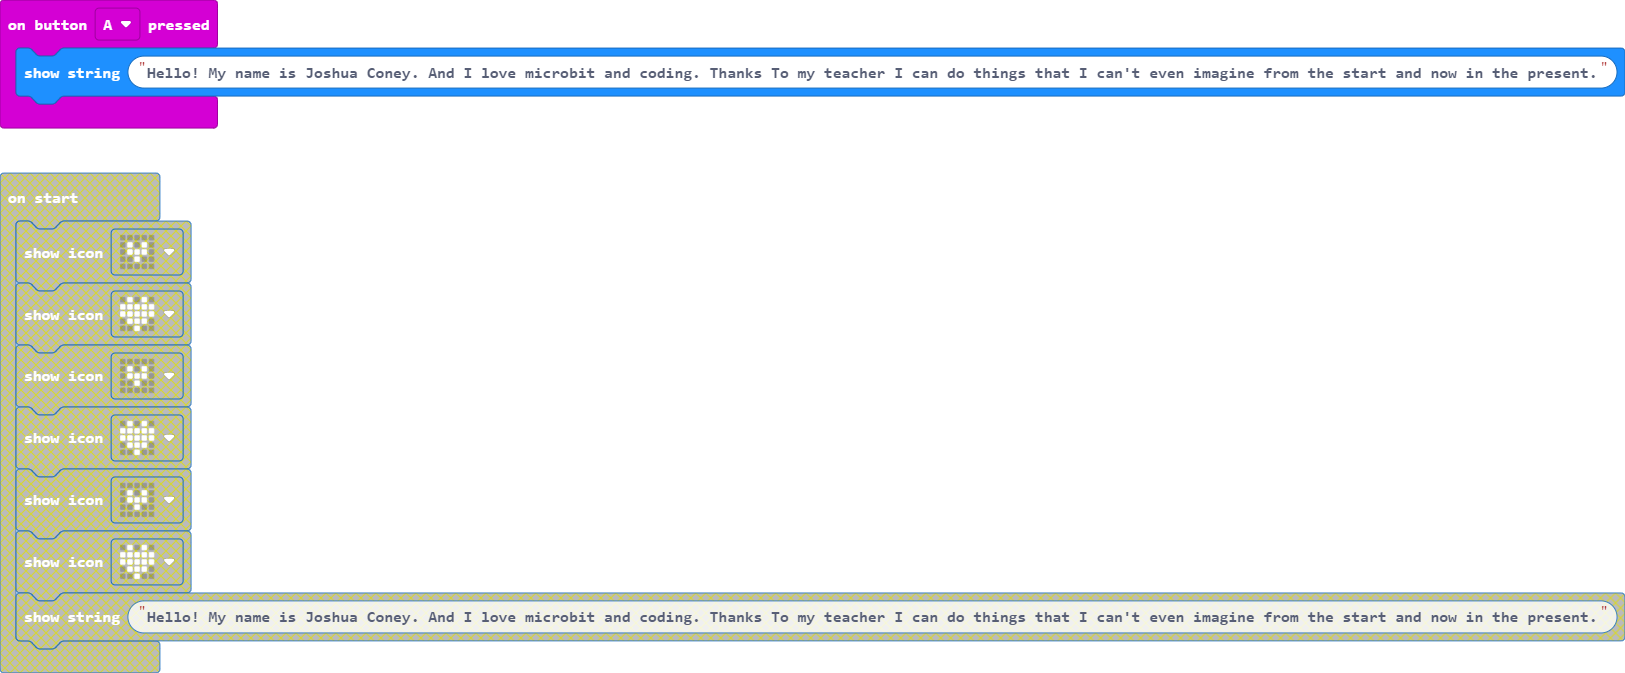 on button A pressed
show string "Hello! My name is Joshua Coney. And I love microbit and coding. Thanks To my teacher I can do things that I can't even imagine from the start and now in the present."
on start
show icon
show icon
show icon
show icon
show icon
show icon
show string "Hello! My name is Joshua Coney. And I love microbit and coding. Thanks To my teacher I can do things that I can't even imagine from the start and now in the present."